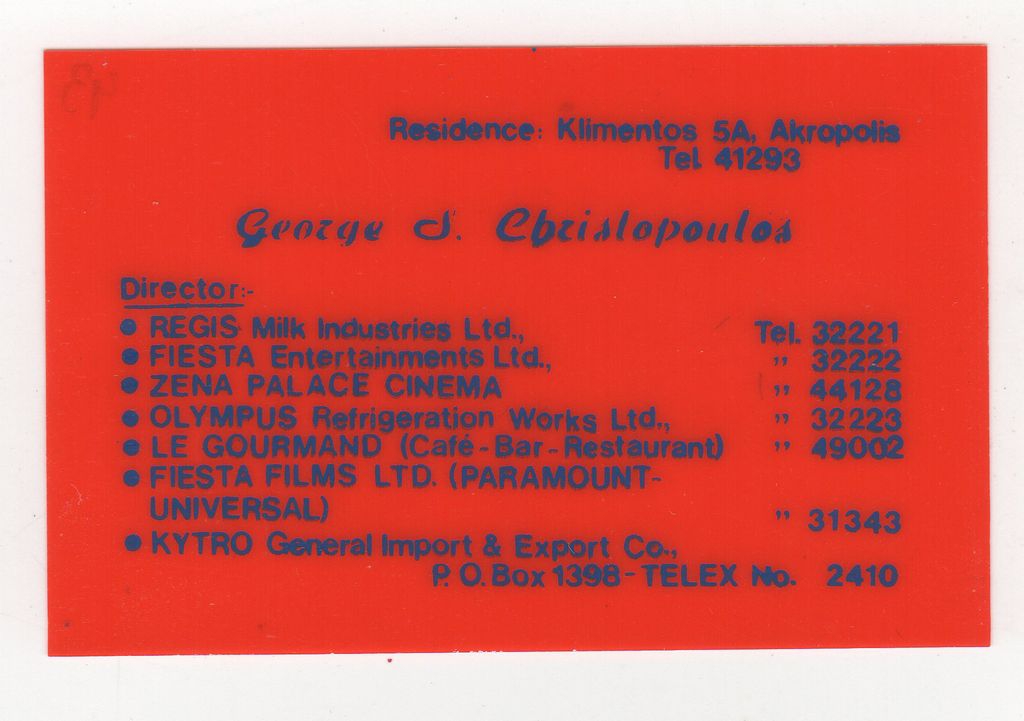 Residence: Klimentos 5A, Akropolis
Tel. 41293
George S. Christopoulos
Director:-
● REGIS Milk Industries Ltd., Tel. 32221
● FIESTA Entertainments Ltd., " 32222
● ZENA PALACE CINEMA " 44128
● OLYMPUS Refrigeration Works Ltd., " 32223
● LE GOURMAND (Café-Bar-Restaurant) " 49002
● FIESTA FILMS LTD. (PARAMOUNT-
UNIVERSAL) " 31343
● KYTRO General Import & Export Co.,
P.O. Box 1398-TELEX No. 2410